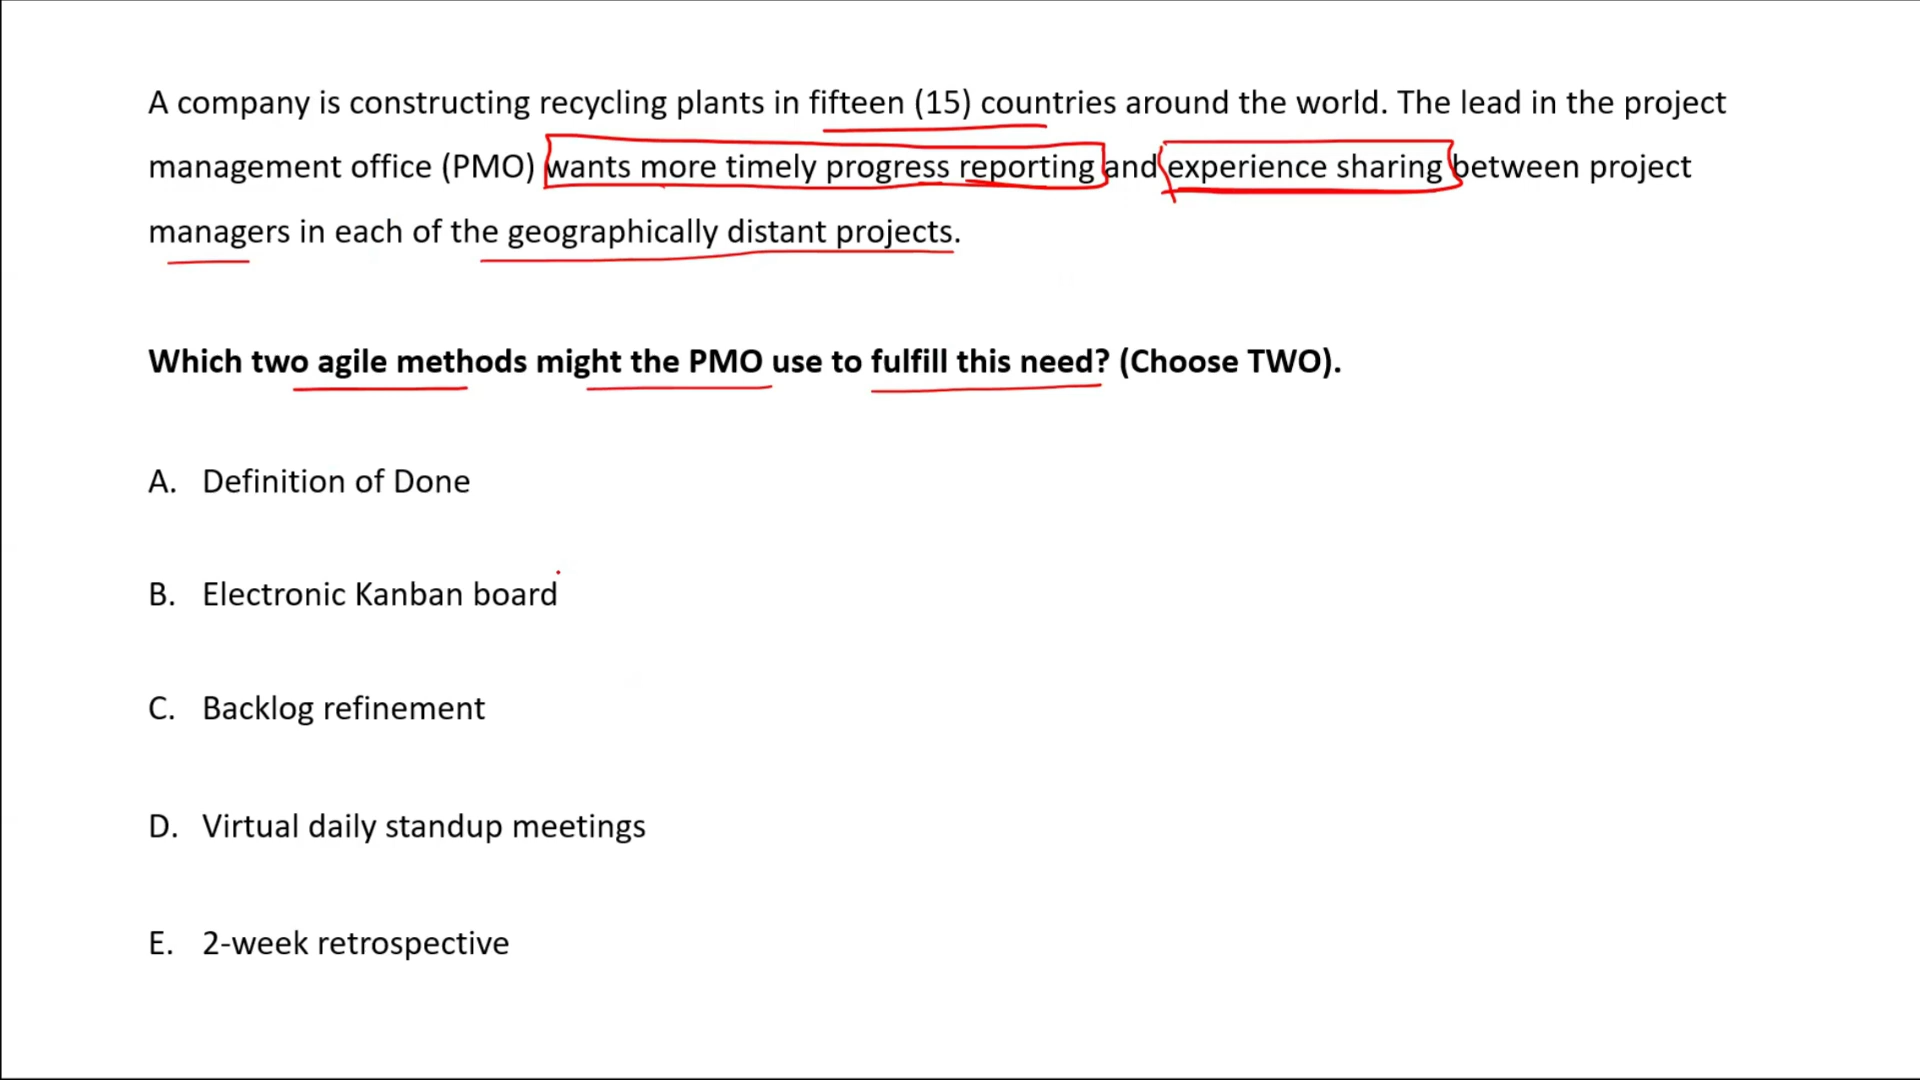 A company is constructing recycling plants in fifteen (15) countries around the world. The lead in the project
management office (PMO) wants more timely progress reporting and experience sharing between project
managers in each of the geographically distant projects.
Which two agile methods might the PMO use to fulfill this need? (Choose TWO).
A. Definition of Done
B. Electronic Kanban board
C. Backlog refinement
D. Virtual daily standup meetings
E. 2-week retrospective